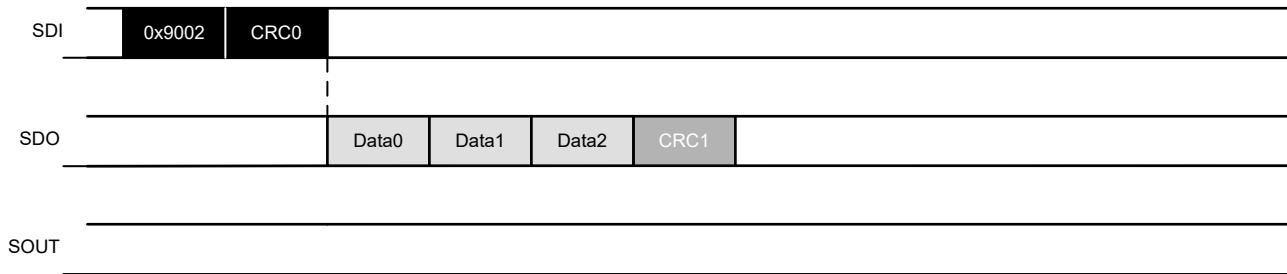 SDI 0x9002 CRC0
SDO Data0 Data1 Data2 CRC1
SOUT